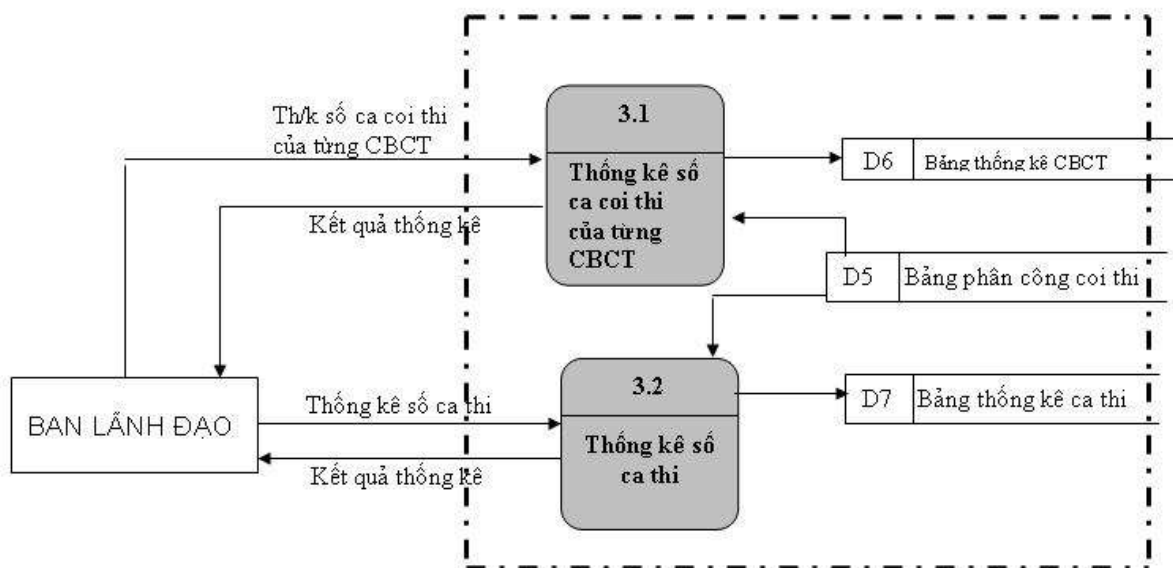 Th/k số ca coi thi
của từng CBCT
3.1
Thống kê số
ca coi thi
của từng
CBCT
D6 Bảng thống kê CBCT
Kết quả thống kê
D5 Bảng phân công coi thi
BAN LÃNH ĐẠO
Thống kê số ca thi
3.2
Thống kê số
ca thi
D7 Bảng thống kê ca thi
Kết quả thống kê